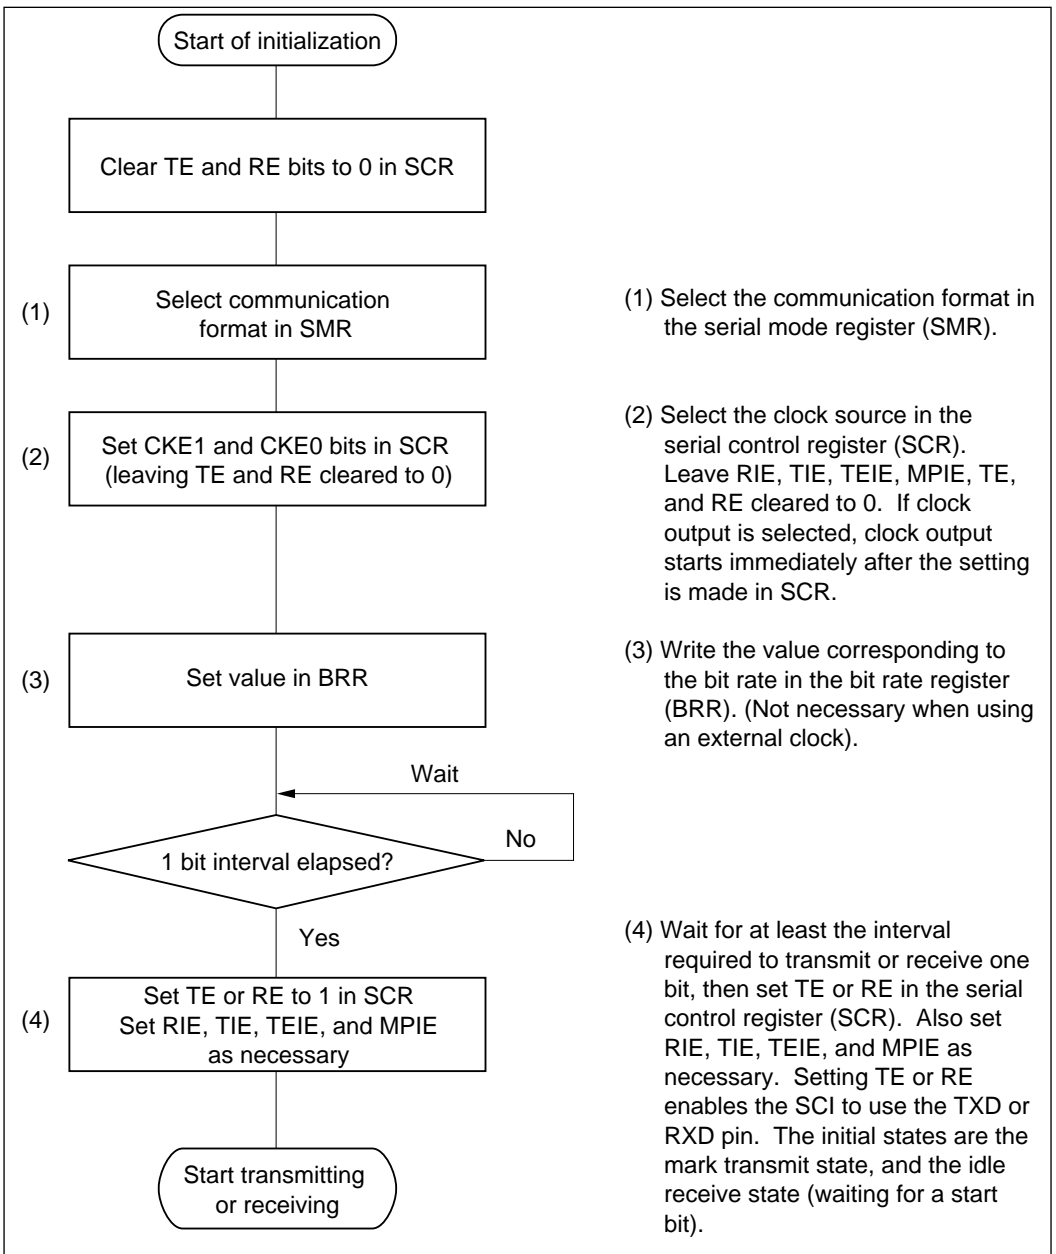 Start of initialization
Clear TE and RE bits to 0 in SCR
(1)
Select communication
format in SMR
(1) Select the communication format in
the serial mode register (SMR).
(2)
Set CKE1 and CKE0 bits in SCR
(leaving TE and RE cleared to 0)
(2) Select the clock source in the
serial control register (SCR).
Leave RIE, TIE, TEIE, MPIE, TE,
and RE cleared to 0.  If clock
output is selected, clock output
starts immediately after the setting
is made in SCR.
(3)
Set value in BRR
(3) Write the value corresponding to
the bit rate in the bit rate register
(BRR). (Not necessary when using
an external clock).
Wait
No
1 bit interval elapsed?
Yes
(4)
Set TE or RE to 1 in SCR
Set RIE, TIE, TEIE, and MPIE
as necessary
(4) Wait for at least the interval
required to transmit or receive one
bit, then set TE or RE in the serial
control register (SCR).  Also set
RIE, TIE, TEIE, and MPIE as
necessary.  Setting TE or RE
enables the SCI to use the TXD or
RXD pin.  The initial states are the
mark transmit state, and the idle
receive state (waiting for a start
bit).
Start transmitting
or receiving